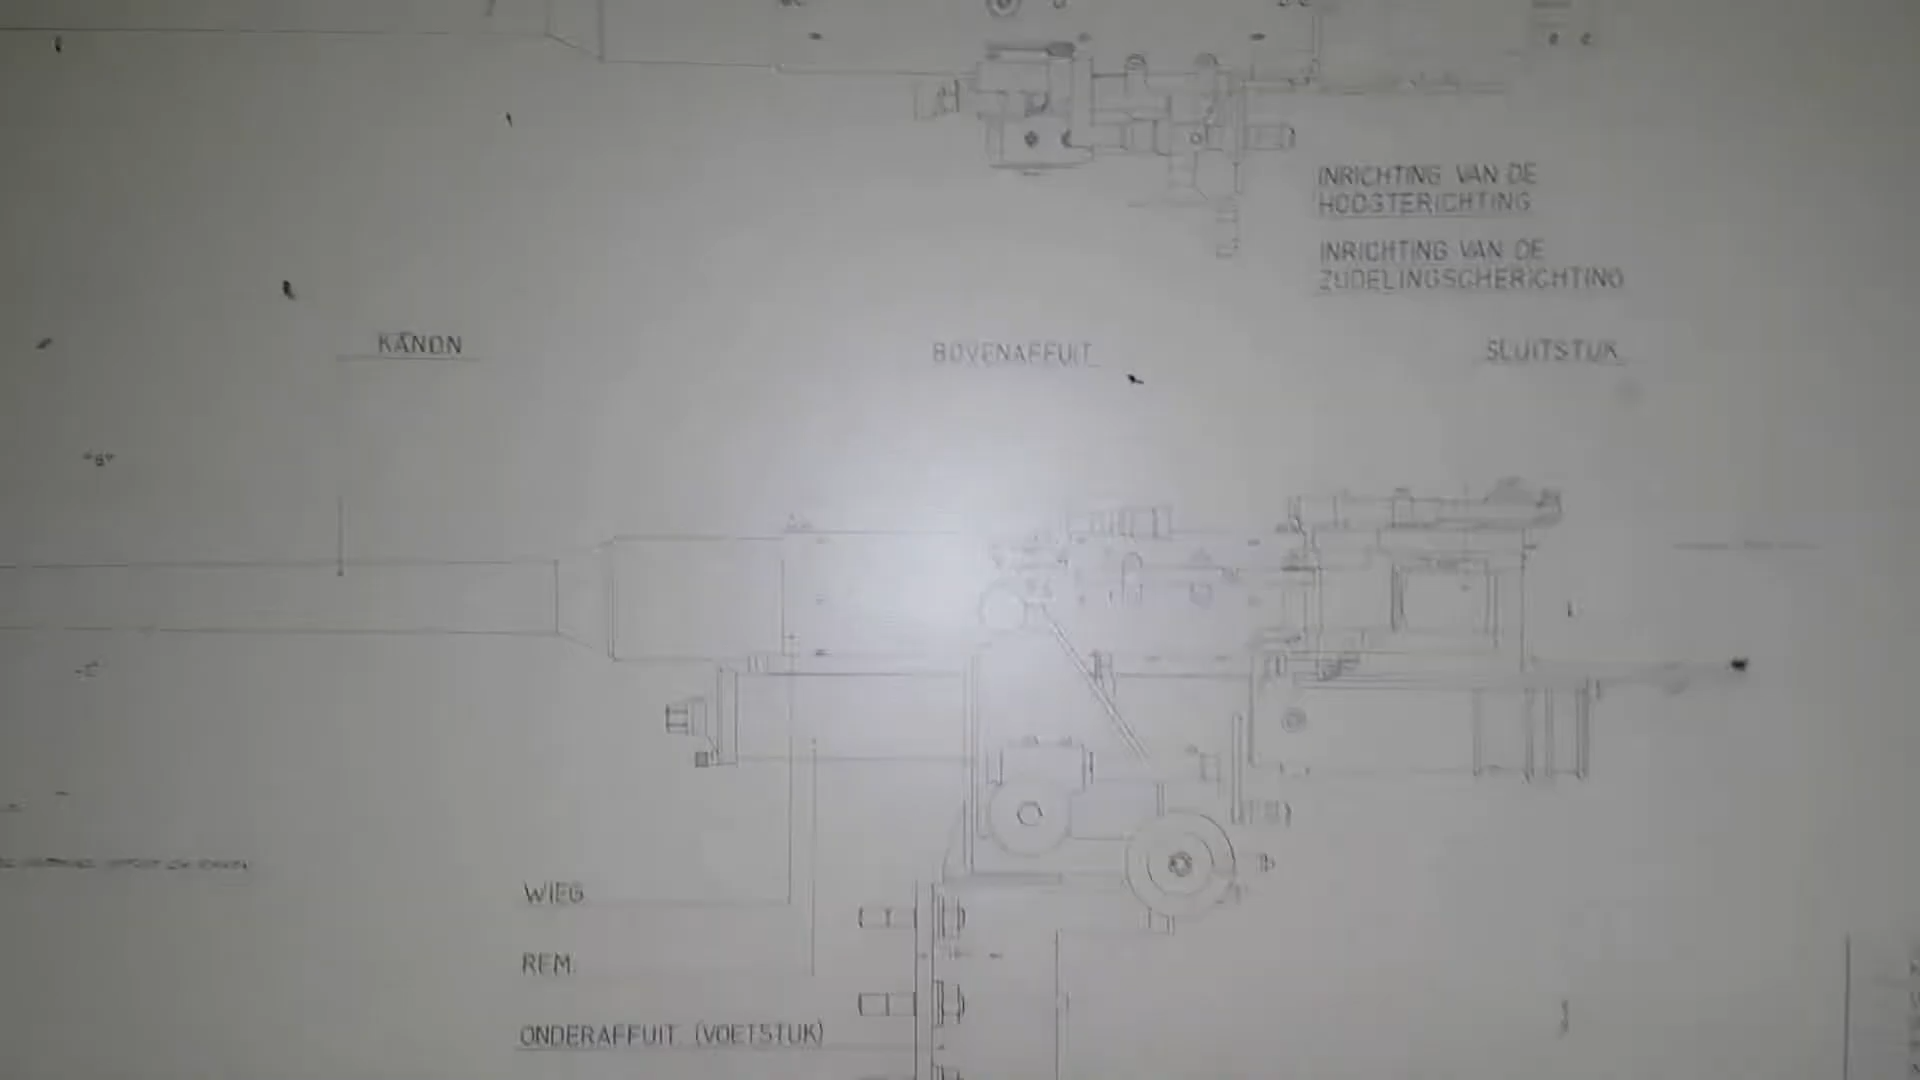 INRICHTING VAN DE
HOOGTERICHTING
INRICHTING VAN DE
ZIJDELINGSCHERICHTING
KANON
BOVENAFFUIT
SLUITSTUK
"B"
WIEG
REM.
ONDERAFFUIT (VOETSTUK)